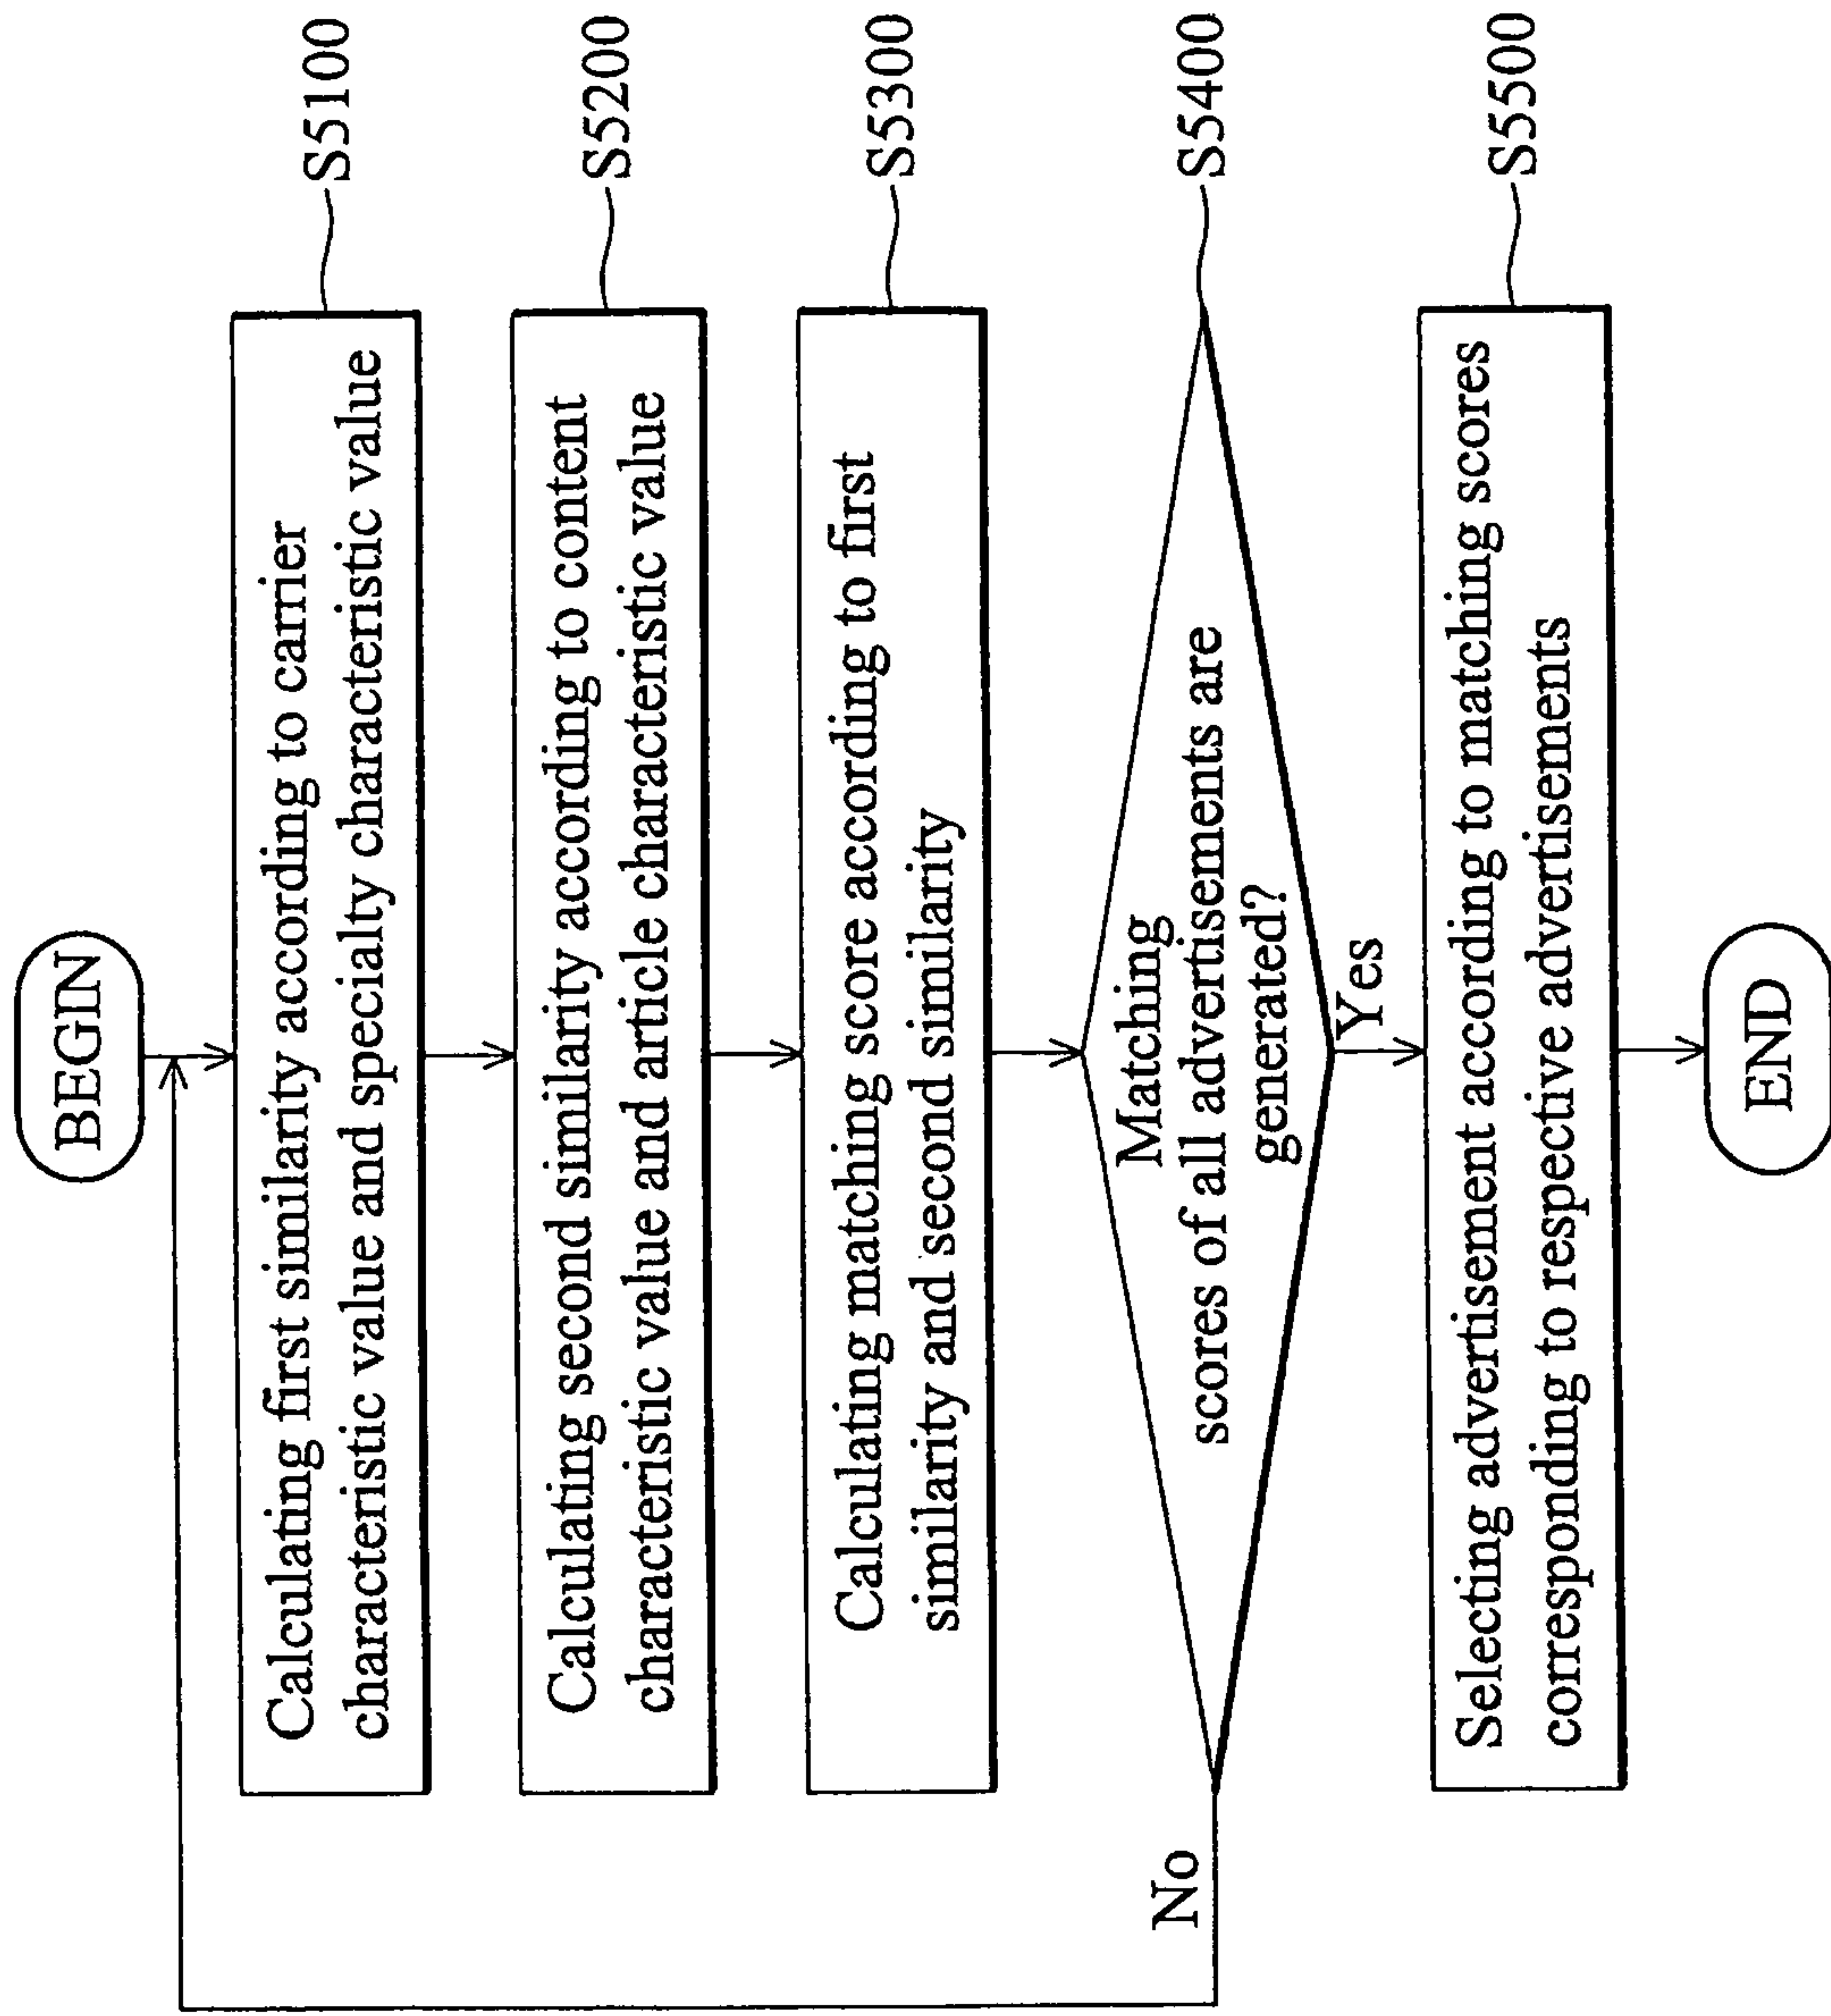 BEGIN
Calculating first similarity according to carrier
characteristic value and specialty characteristic value
S5100
Calculating second similarity according to content
characteristic value and article characteristic value
S5200
Calculating matching score according to first
similarity and second similarity
S5300
Matching
scores of all advertisements are
generated?
S5400
No
Yes
Selecting advertisement according to matching scores
corresponding to respective advertisements
S5500
END